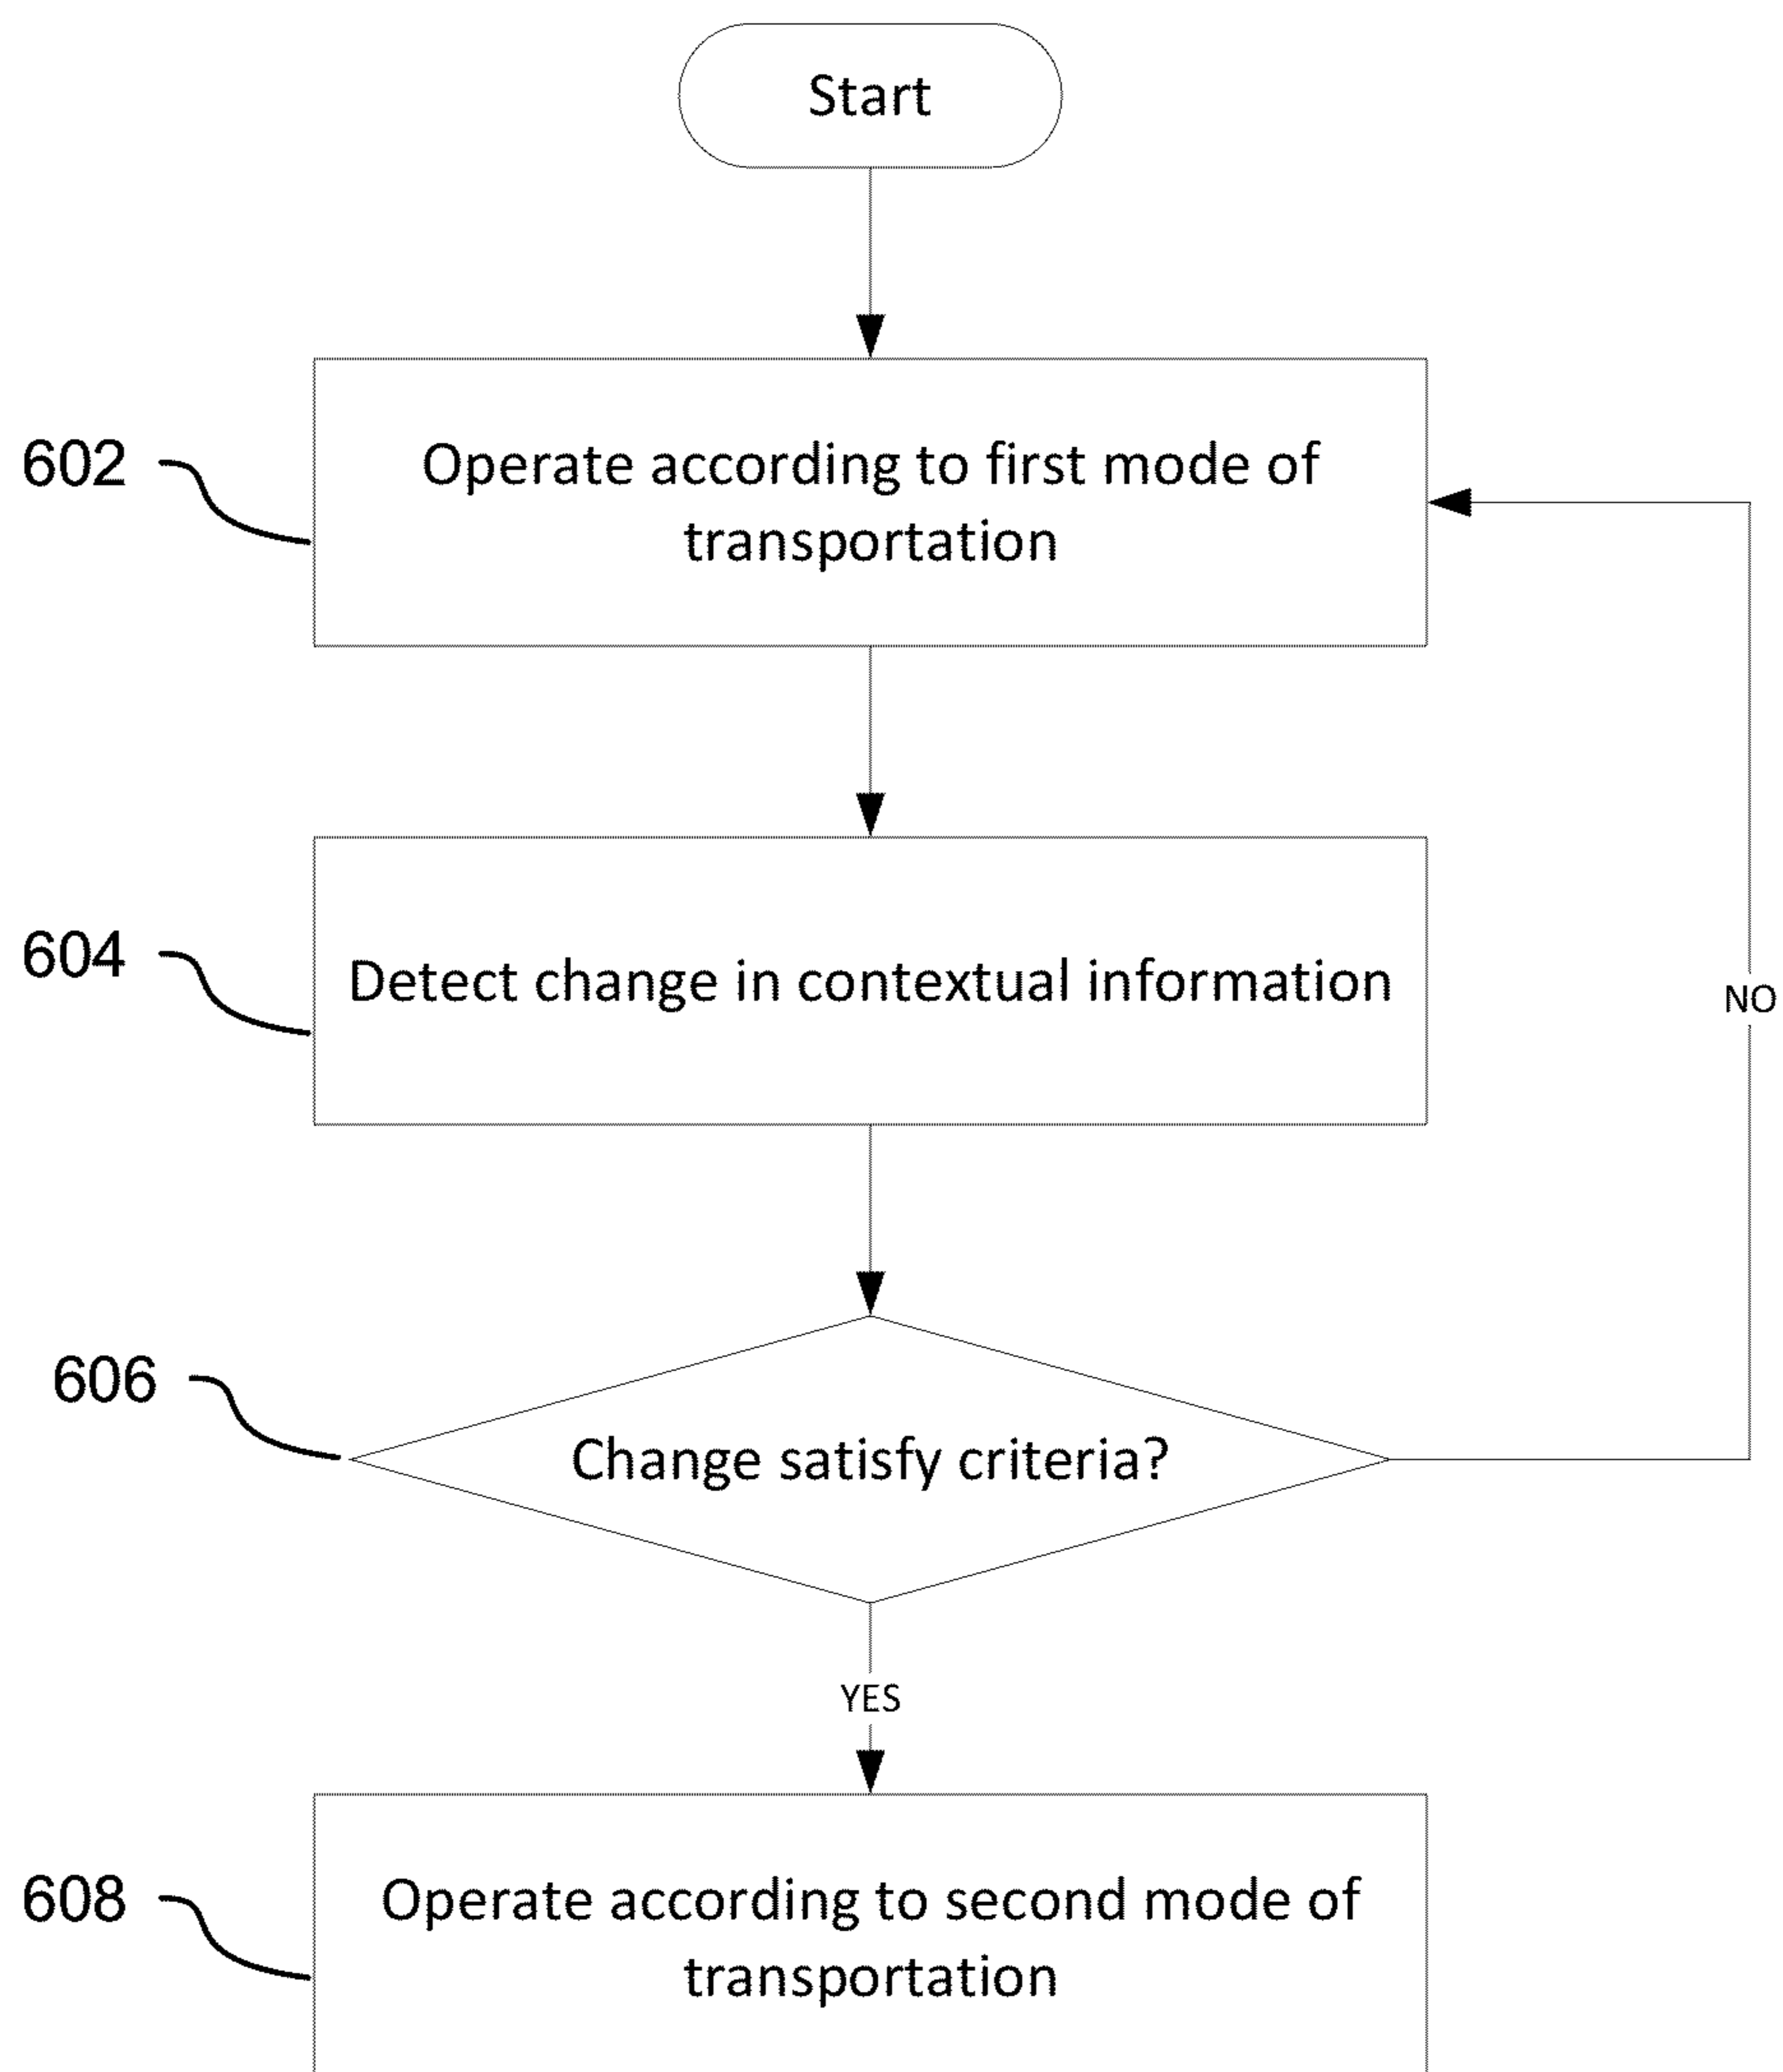 Start
602
Operate according to first mode of
transportation
604
Detect change in contextual information
NO
606
Change satisfy criteria?
YES
608
Operate according to second mode of
transportation